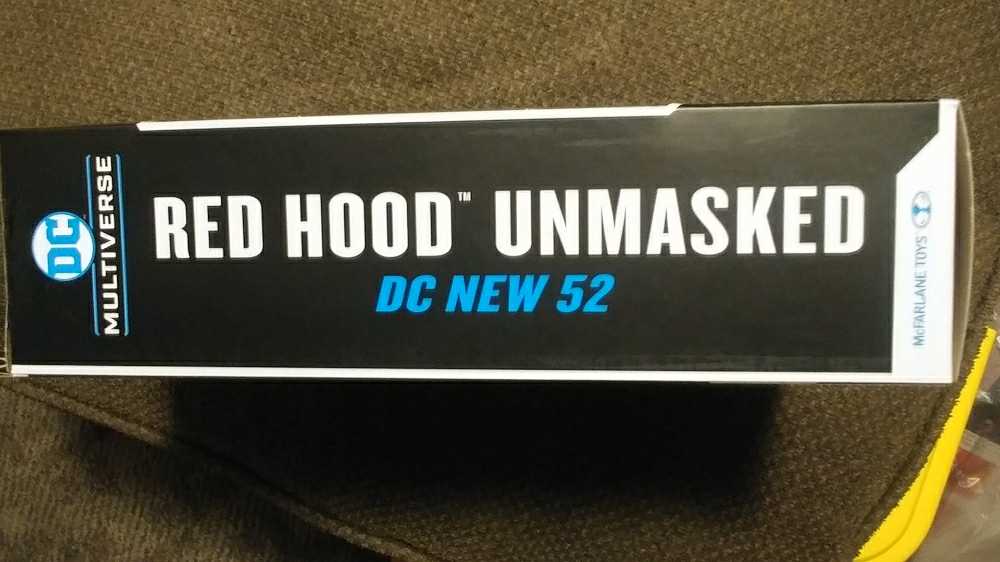 DC
MULTIVERSE
RED HOOD™ UNMASKED
DC NEW 52
McFARLANE TOYS